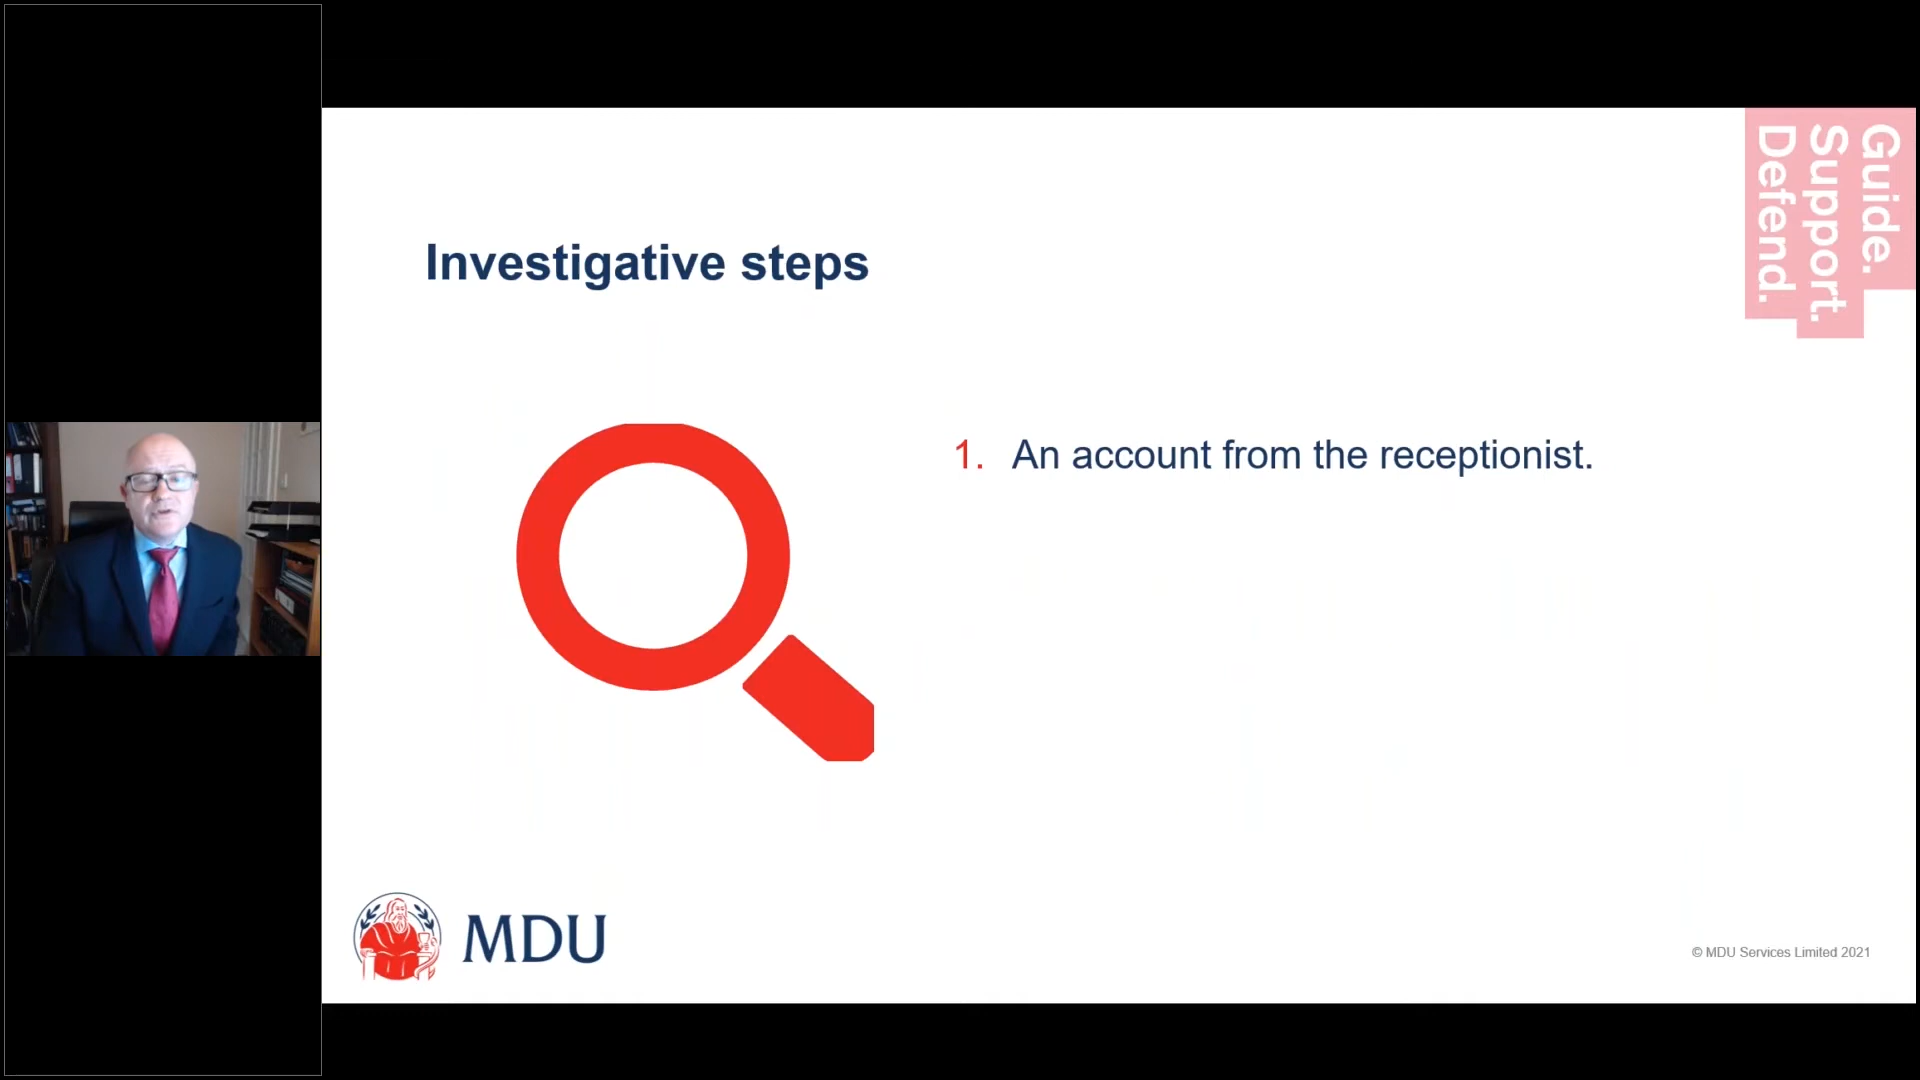 Guide.
Support.
Defend.
Investigative steps
1. An account from the receptionist.
MDU
© MDU Services Limited 2021